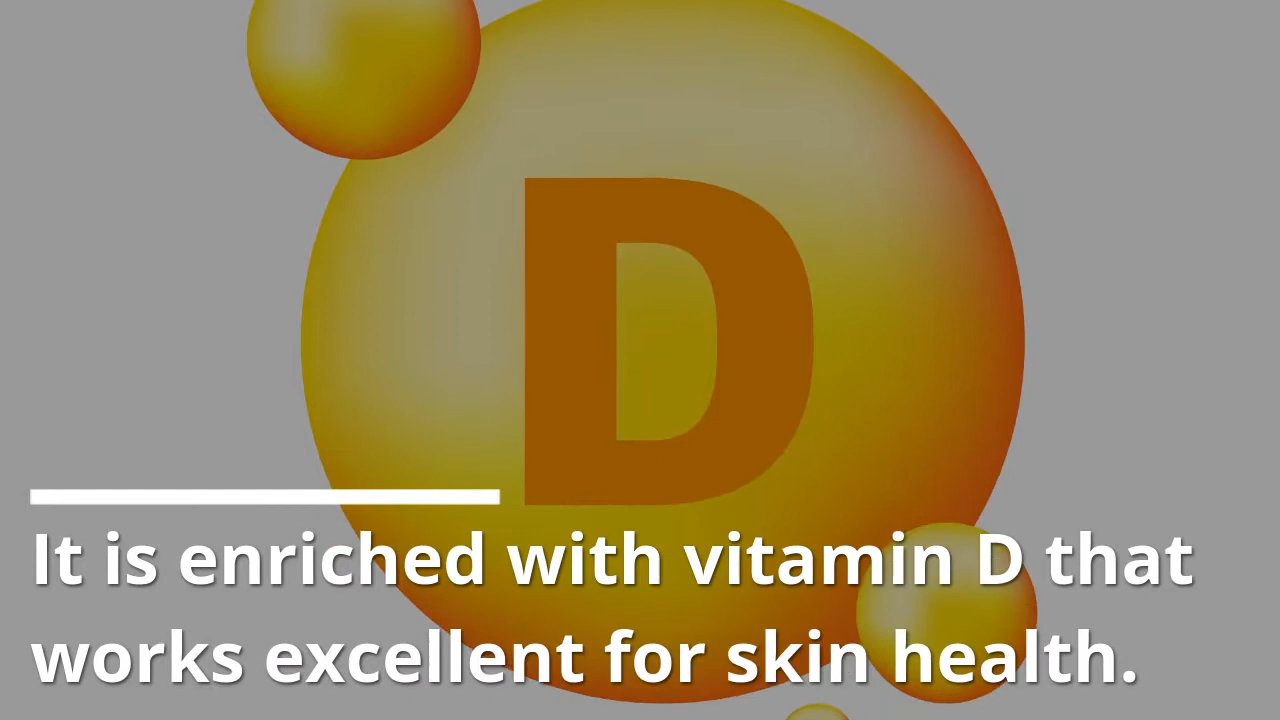 D
It is enriched with vitamin D that
works excellent for skin health.